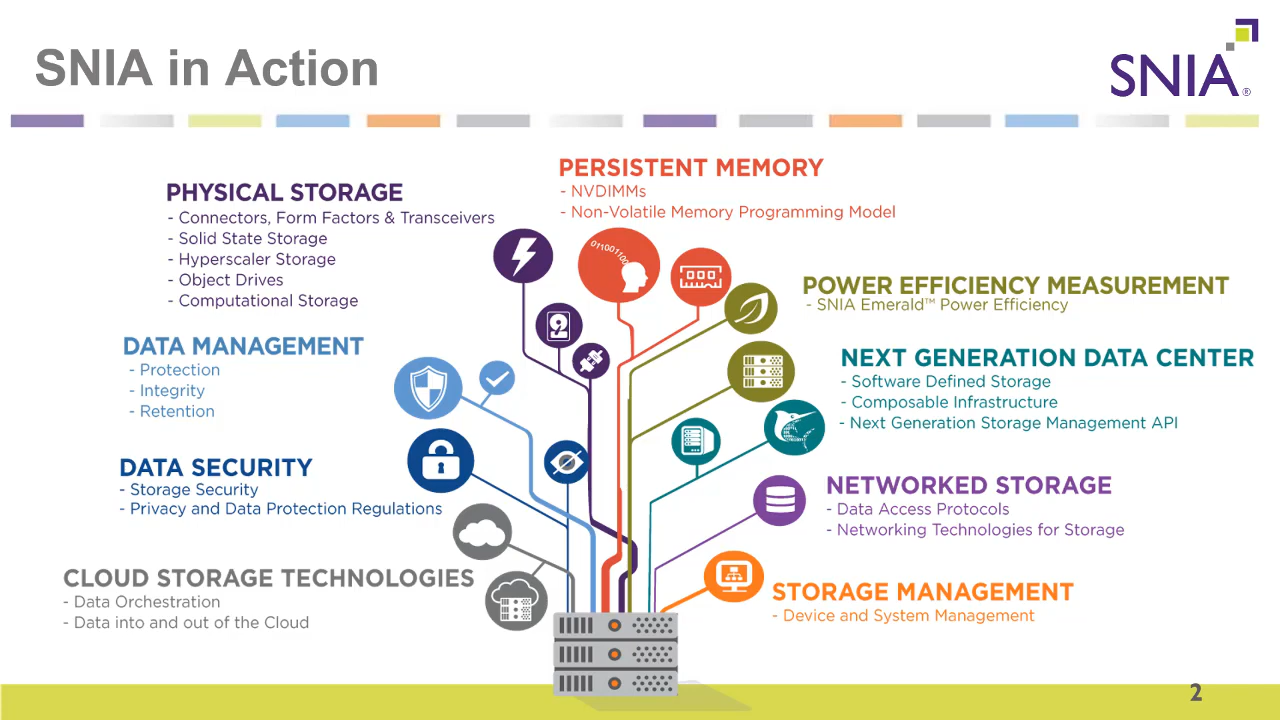 SNIA in Action
SNIA®
PHYSICAL STORAGE
- Connectors, Form Factors & Transceivers
- Solid State Storage
- Hyperscaler Storage
- Object Drives
- Computational Storage
PERSISTENT MEMORY
- NVDIMMs
- Non-Volatile Memory Programming Model
011001100
POWER EFFICIENCY MEASUREMENT
- SNIA Emerald™ Power Efficiency
DATA MANAGEMENT
- Protection
- Integrity
- Retention
NEXT GENERATION DATA CENTER
- Software Defined Storage
- Composable Infrastructure
- Next Generation Storage Management API
DATA SECURITY
- Storage Security
- Privacy and Data Protection Regulations
NETWORKED STORAGE
- Data Access Protocols
- Networking Technologies for Storage
CLOUD STORAGE TECHNOLOGIES
- Data Orchestration
- Data into and out of the Cloud
STORAGE MANAGEMENT
- Device and System Management
2